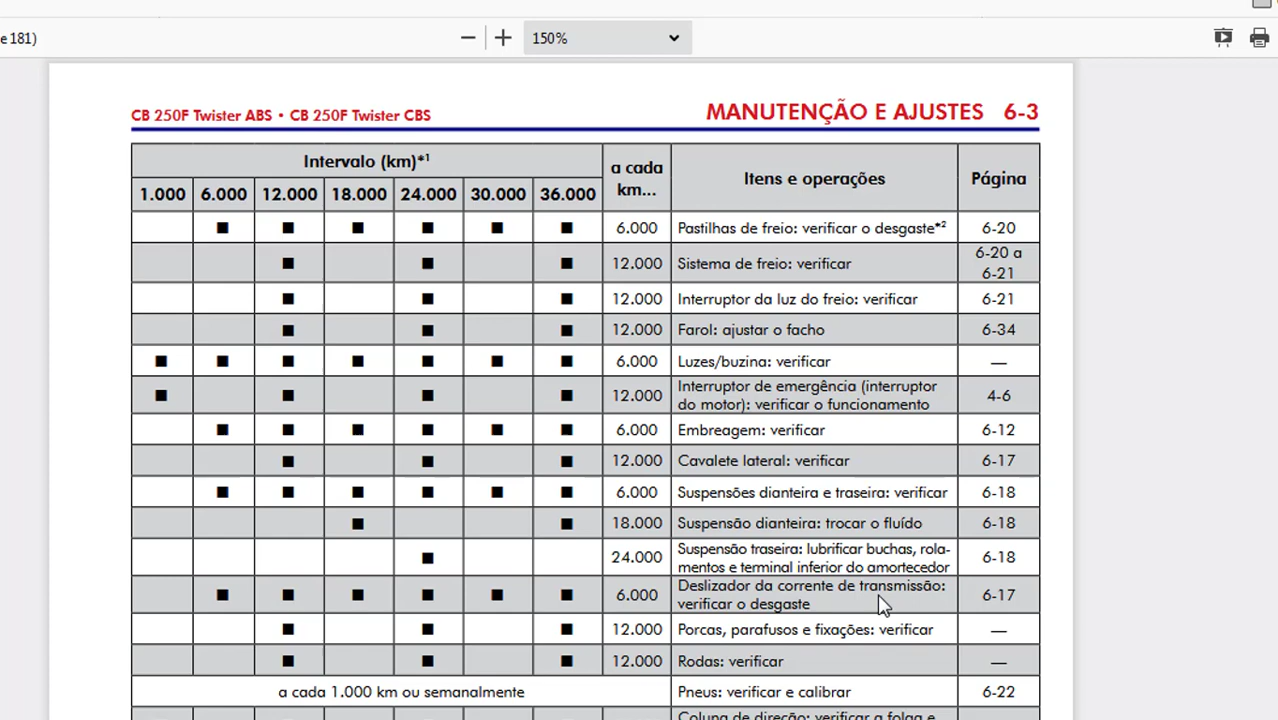 e 181)
150%
CB 250F Twister ABS • CB 250F Twister CBS
MANUTENÇÃO E AJUSTES 6-3
Intervalo (km)*1
a cada
km...
Itens e operações
Página
1.000 6.000 12.000 18.000 24.000 30.000 36.000
■ ■ ■ ■ ■ ■ 6.000 Pastilhas de freio: verificar o desgaste*2 6-20
■ ■ ■ 12.000 Sistema de freio: verificar 6-20 a
6-21
■ ■ ■ 12.000 Interruptor da luz do freio: verificar 6-21
■ ■ ■ 12.000 Farol: ajustar o facho 6-34
■ ■ ■ ■ ■ ■ ■ 6.000 Luzes/buzina: verificar —
■ ■ ■ ■ 12.000 Interruptor de emergência (interruptor
do motor): verificar o funcionamento 4-6
■ ■ ■ ■ ■ ■ 6.000 Embreagem: verificar 6-12
■ ■ ■ 12.000 Cavalete lateral: verificar 6-17
■ ■ ■ ■ ■ ■ 6.000 Suspensões dianteira e traseira: verificar 6-18
■ ■ 18.000 Suspensão dianteira: trocar o fluído 6-18
■ 24.000 Suspensão traseira: lubrificar buchas, rola-
mentos e terminal inferior do amortecedor 6-18
■ ■ ■ ■ ■ ■ 6.000 Deslizador da corrente de transmissão:
verificar o desgaste 6-17
■ ■ ■ 12.000 Porcas, parafusos e fixações: verificar —
■ ■ ■ 12.000 Rodas: verificar —
a cada 1.000 km ou semanalmente Pneus: verificar e calibrar 6-22
Coluna de direção: verificar a folga e